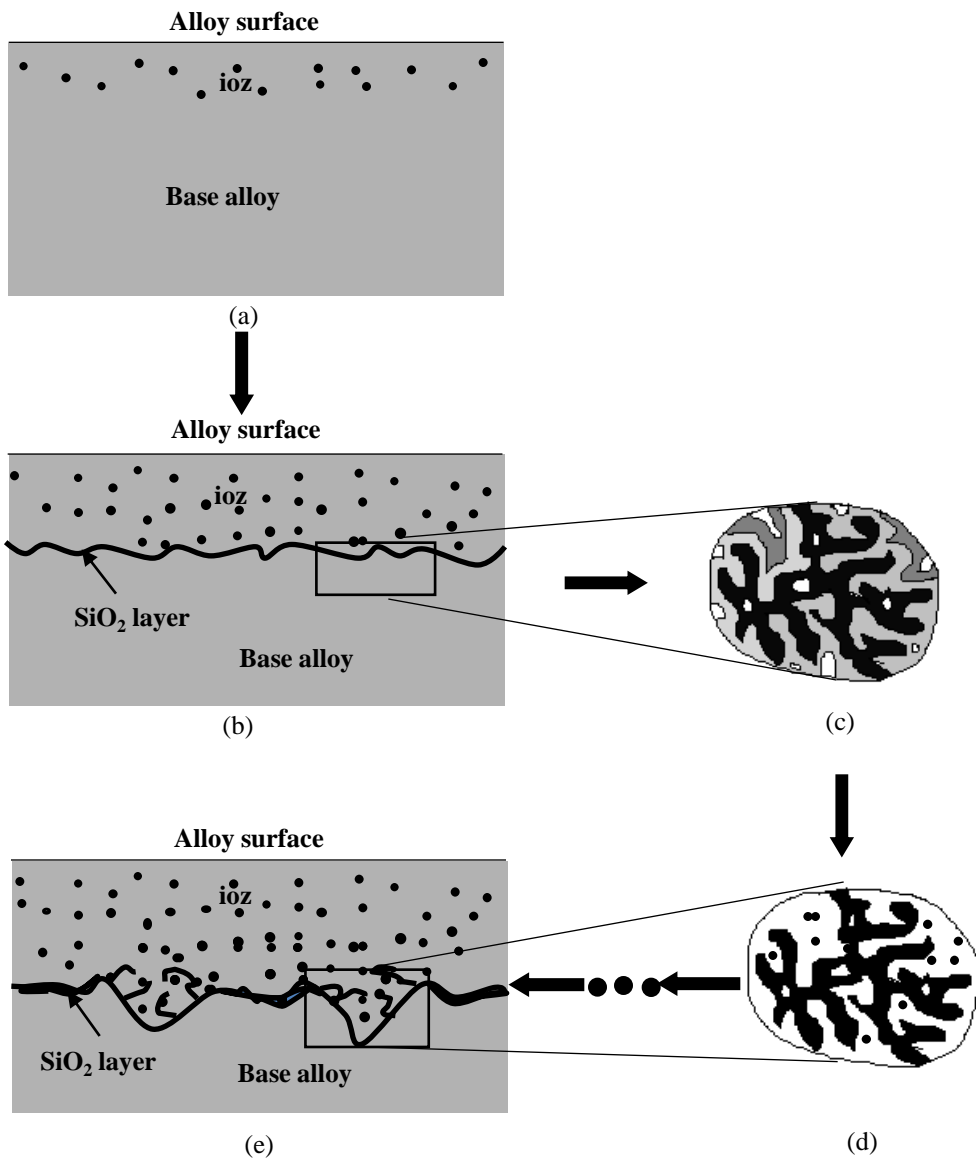 Alloy surface
ioz
Base alloy
(a)
Alloy surface
ioz
SiO₂ layer
Base alloy
(b)
(c)
Alloy surface
ioz
SiO₂ layer
Base alloy
(e)
(d)